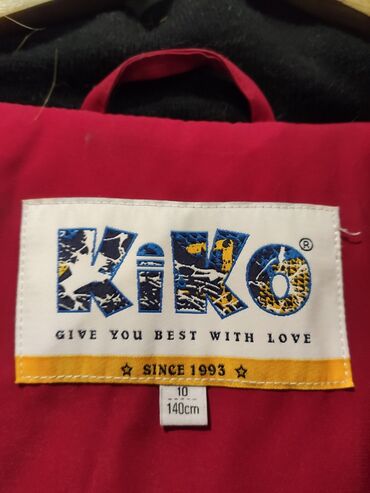 KiKO ®
GIVE YOU BEST WITH LOVE
☆ SINCE 1993 ☆
10
140cm